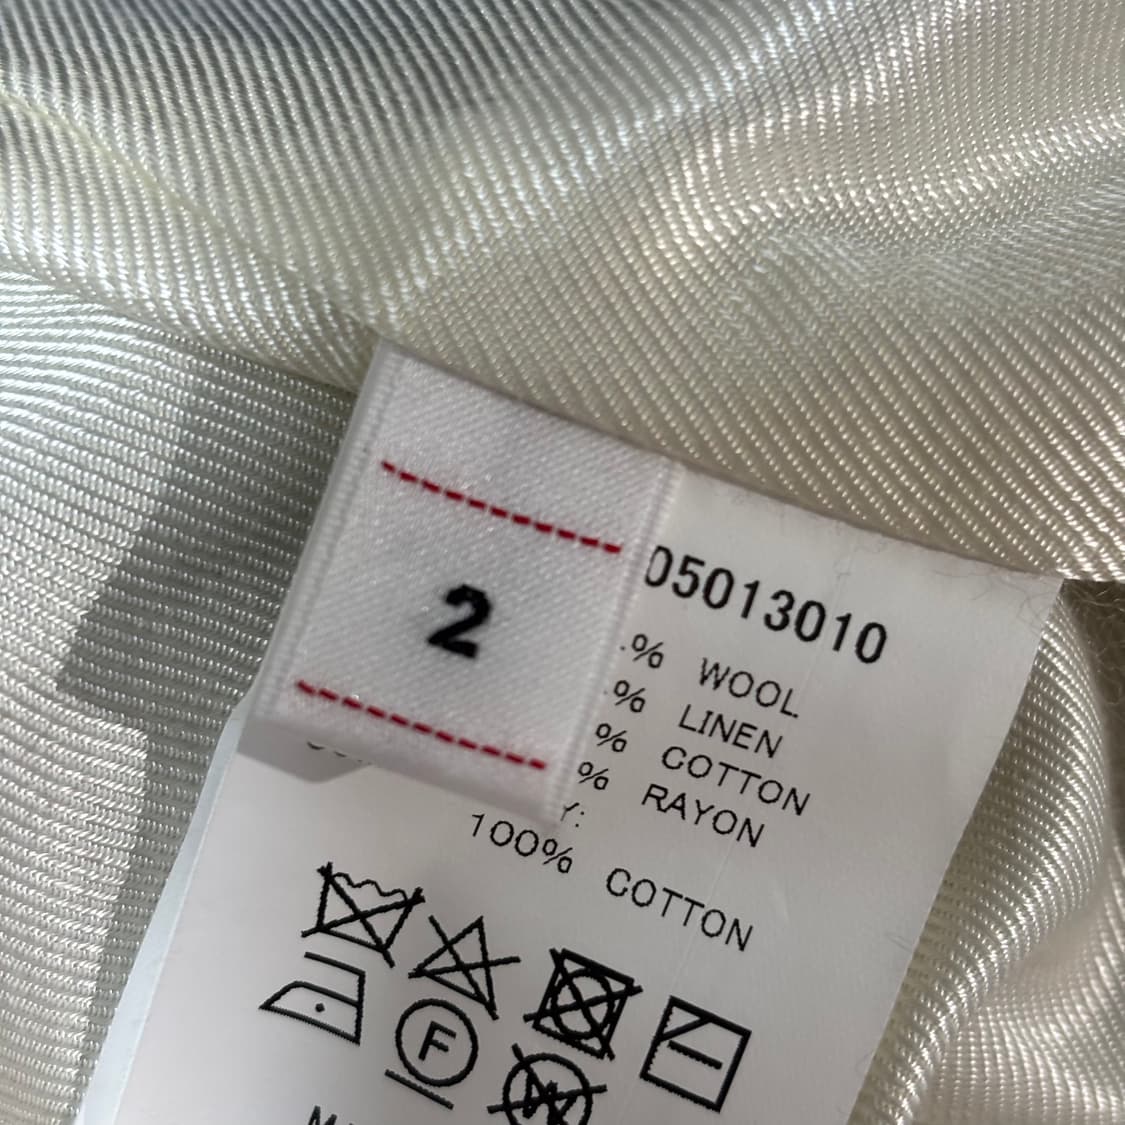 2
05013010
% WOOL
% LINEN
% COTTON
% RAYON
Y:
100% COTTON
F
W